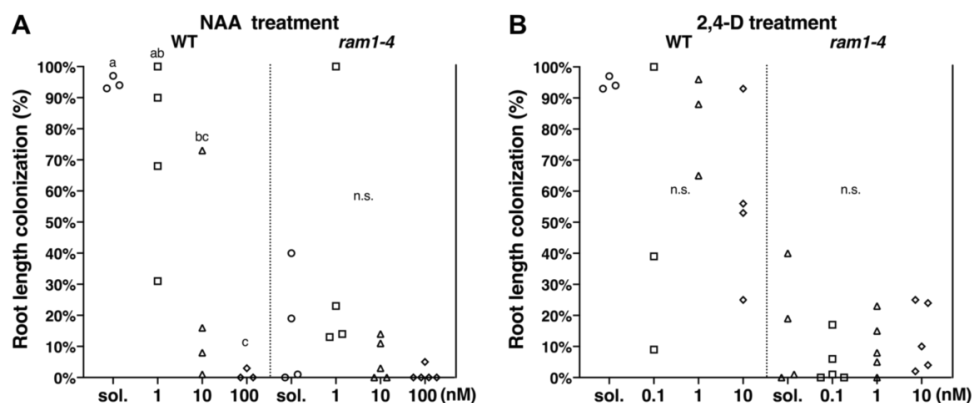 A NAA treatment
WT ram1-4
Root length colonization (%)
100%
90%
80%
70%
60%
50%
40%
30%
20%
10%
0%
a ab bc c
n.s.
sol. 1 10 100 sol. 1 10 100 (nM)
B 2,4-D treatment
WT ram1-4
Root length colonization (%)
100%
90%
80%
70%
60%
50%
40%
30%
20%
10%
0%
n.s. n.s.
sol. 0.1 1 10 sol. 0.1 1 10 (nM)